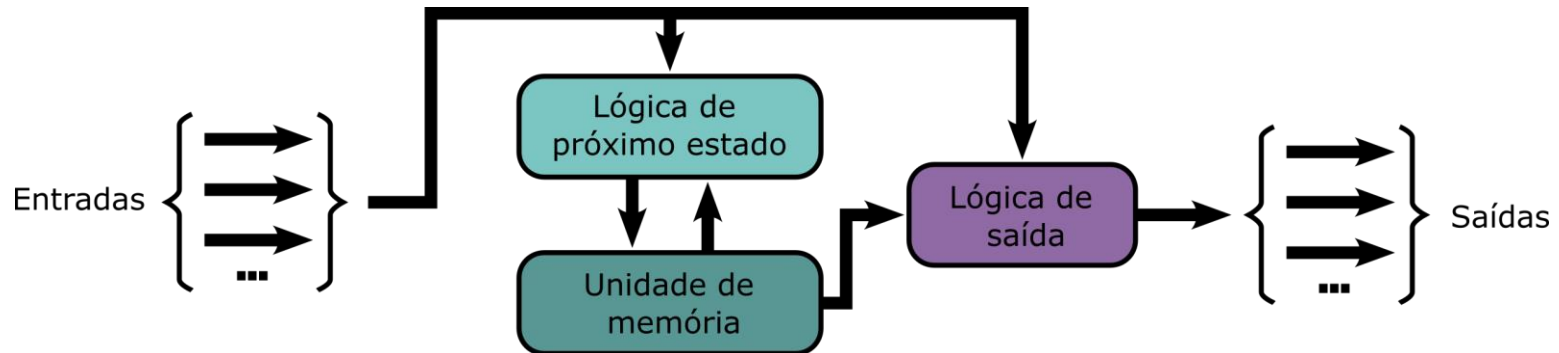 Entradas
...
Lógica de
próximo estado
Unidade de
memória
Lógica de
saída
...
Saídas